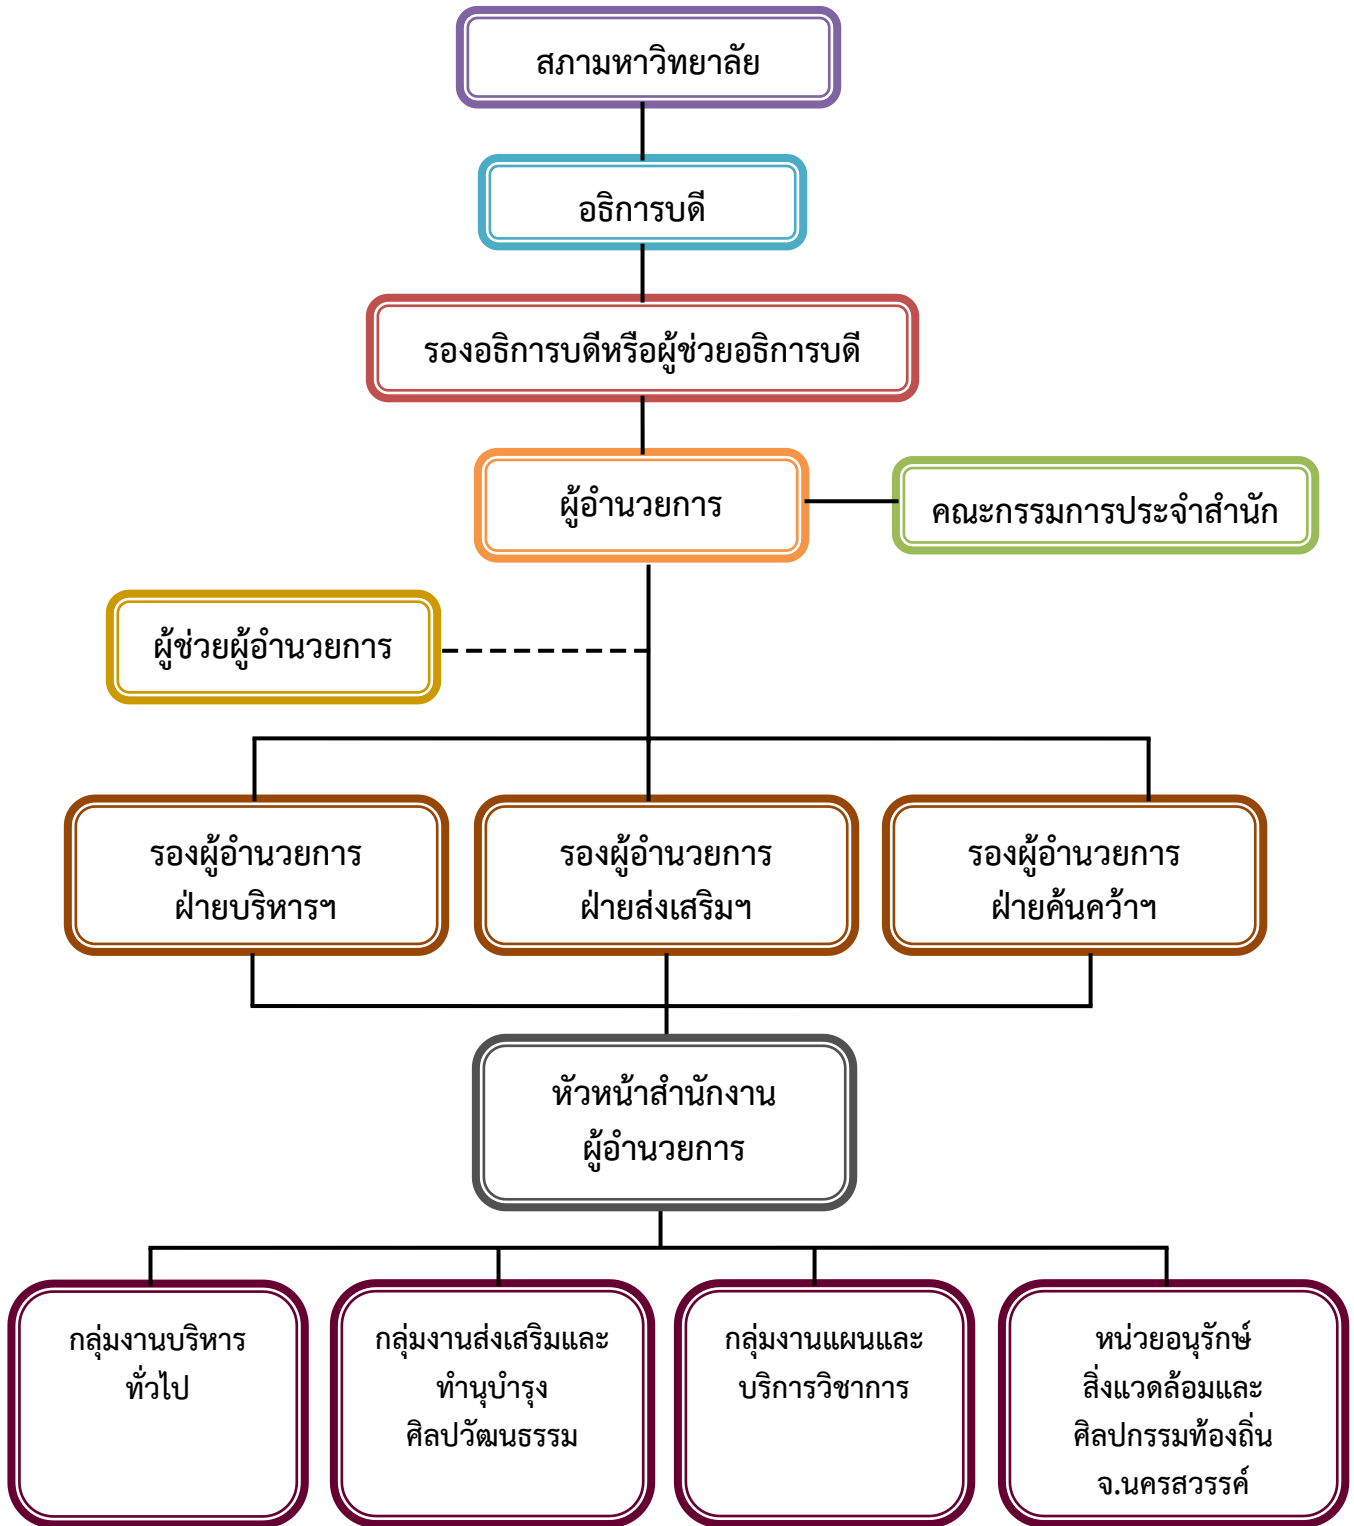 สภามหาวิทยาลัย
อธิการบดี
รองอธิการบดีหรือผู้ช่วยอธิการบดี
ผู้อำนวยการ
คณะกรรมการประจำสำนัก
ผู้ช่วยผู้อำนวยการ
รองผู้อำนวยการ
ฝ่ายบริหารฯ
รองผู้อำนวยการ
ฝ่ายส่งเสริมฯ
รองผู้อำนวยการ
ฝ่ายค้นคว้าฯ
หัวหน้าสำนักงาน
ผู้อำนวยการ
กลุ่มงานบริหาร
ทั่วไป
กลุ่มงานส่งเสริมและ
ทำนุบำรุง
ศิลปวัฒนธรรม
กลุ่มงานแผนและ
บริการวิชาการ
หน่วยอนุรักษ์
สิ่งแวดล้อมและ
ศิลปกรรมท้องถิ่น
จ.นครสวรรค์